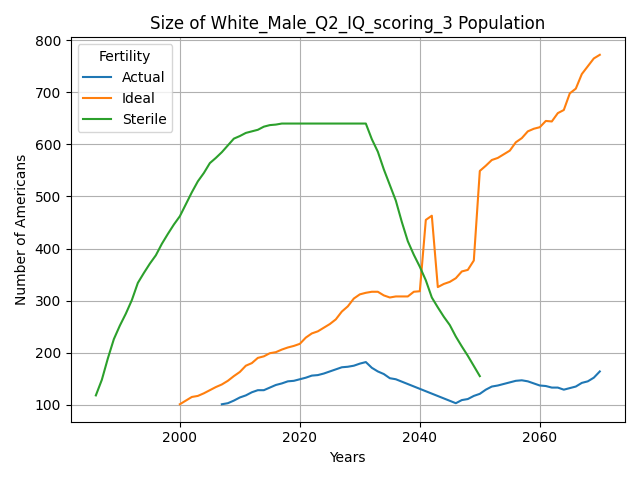 Size of White_Male_Q2_IQ_scoring_3 Population
Fertility
Actual
Ideal
Sterile
Number of Americans
800
700
600
500
400
300
200
100
2000
2020
2040
2060
Years